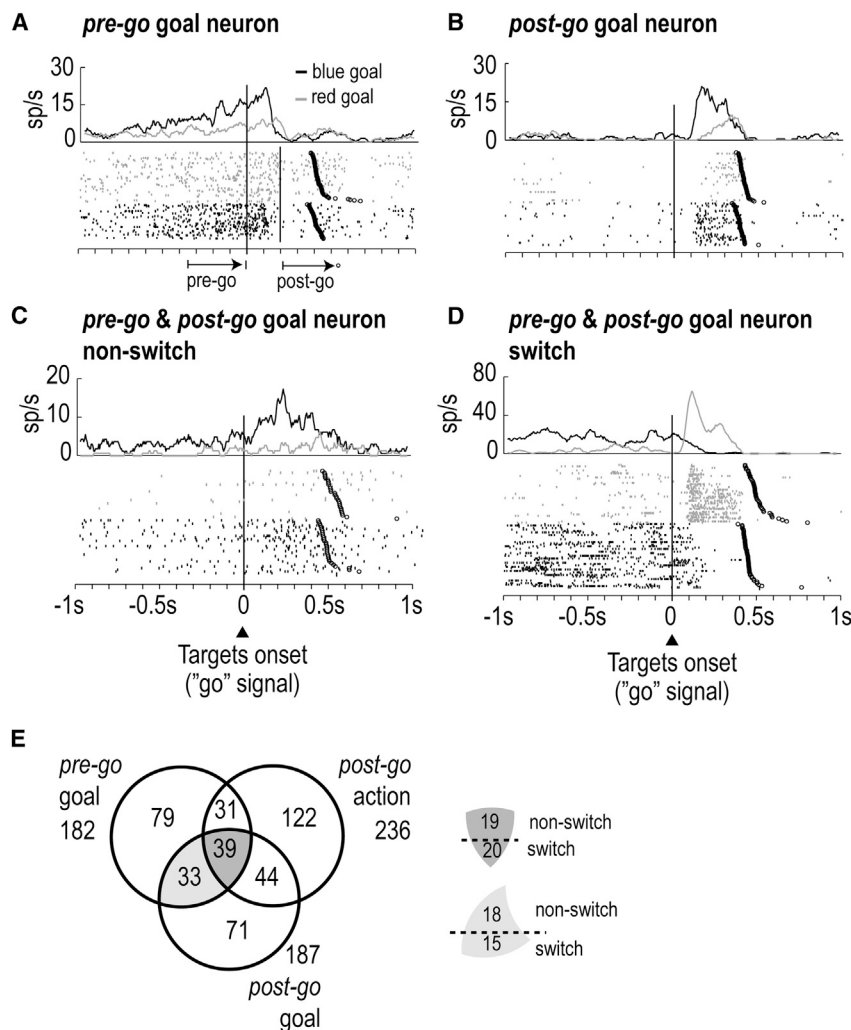 A pre-go goal neuron
30
15
0
sp/s
blue goal
red goal
pre-go
post-go
B post-go goal neuron
30
15
0
sp/s
C pre-go & post-go goal neuron
non-switch
20
10
0
sp/s
-1s -0.5s 0 0.5s 1s
Targets onset
("go" signal)
D pre-go & post-go goal neuron
switch
80
40
0
sp/s
-1s -0.5s 0 0.5s 1s
Targets onset
("go" signal)
E
pre-go
goal
182
post-go
action
236
79
31
122
39
33
44
71
187
post-go
goal
19 non-switch
20 switch
18 non-switch
15 switch